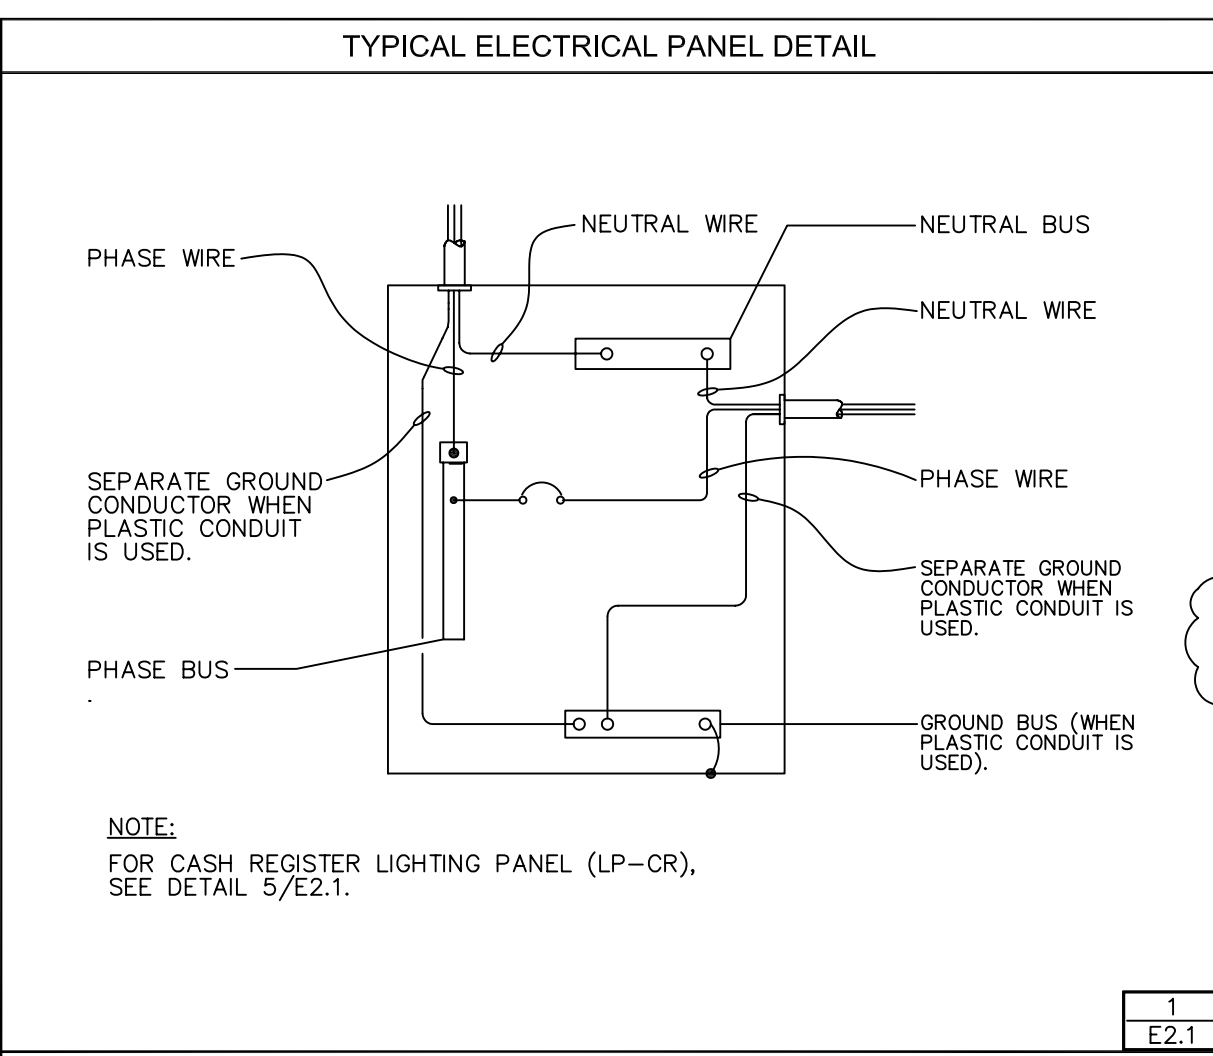 TYPICAL ELECTRICAL PANEL DETAIL
NEUTRAL WIRE
NEUTRAL BUS
PHASE WIRE
NEUTRAL WIRE
SEPARATE GROUND
CONDUCTOR WHEN
PLASTIC CONDUIT
IS USED.
PHASE WIRE
SEPARATE GROUND
CONDUCTOR WHEN
PLASTIC CONDUIT IS
USED.
PHASE BUS
.
GROUND BUS (WHEN
PLASTIC CONDUIT IS
USED).
NOTE:
FOR CASH REGISTER LIGHTING PANEL (LP-CR),
SEE DETAIL 5/E2.1.
1
E2.1